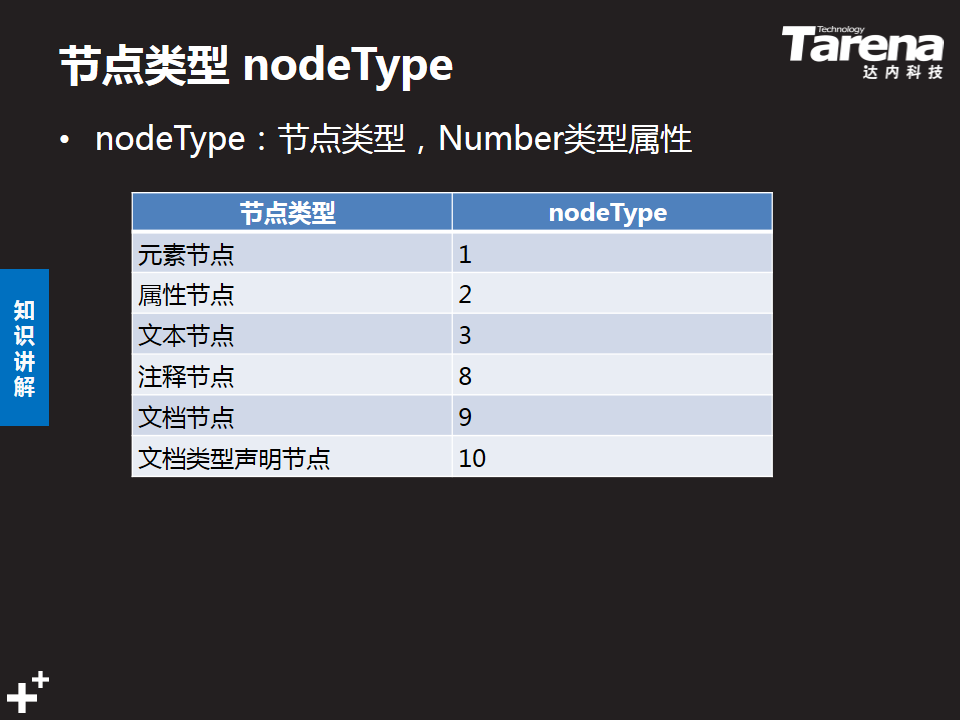 节点类型 nodeType
Technology
Tarena
达内科技
• nodeType：节点类型，Number类型属性
节点类型 nodeType
元素节点 1
属性节点 2
文本节点 3
注释节点 8
文档节点 9
文档类型声明节点 10
知
识
讲
解